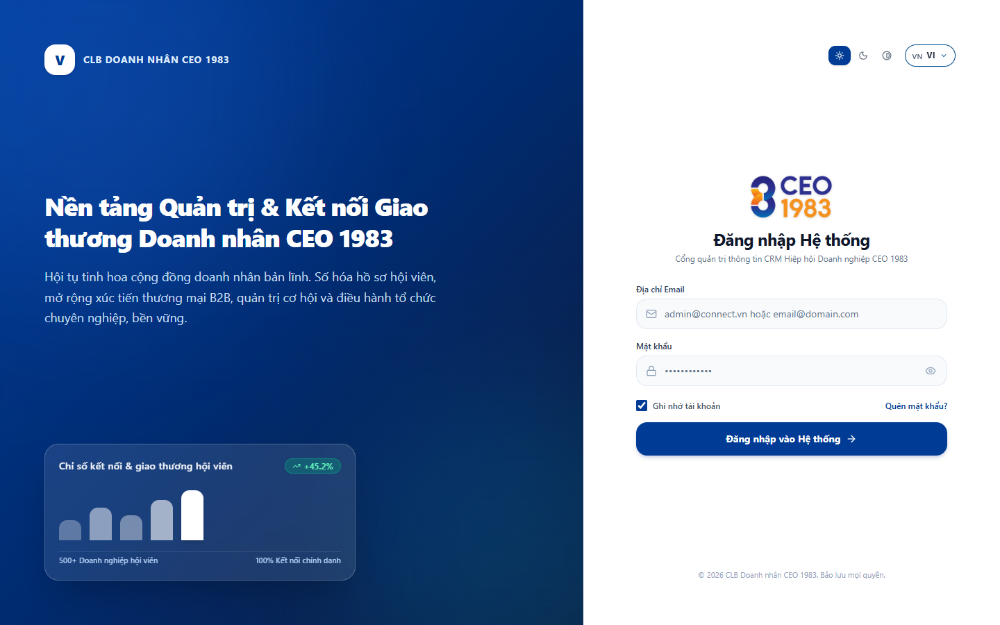 V
CLB DOANH NHÂN CEO 1983
VN VI
Nền tảng Quản trị & Kết nối Giao
thương Doanh nhân CEO 1983
Hội tụ tinh hoa cộng đồng doanh nhân bản lĩnh. Số hóa hồ sơ hội viên,
mở rộng xúc tiến thương mại B2B, quản trị cơ hội và điều hành tổ chức
chuyên nghiệp, bền vững.
Chỉ số kết nối & giao thương hội viên
+45.2%
500+ Doanh nghiệp hội viên
100% Kết nối chính danh
CEO
1983
Đăng nhập Hệ thống
Cổng quản trị thông tin CRM Hiệp hội Doanh nghiệp CEO 1983
Địa chỉ Email
admin@connect.vn hoặc email@domain.com
Mật khẩu
••••••••••••
Ghi nhớ tài khoản
Quên mật khẩu?
Đăng nhập vào Hệ thống
© 2026 CLB Doanh nhân CEO 1983. Bảo lưu mọi quyền.